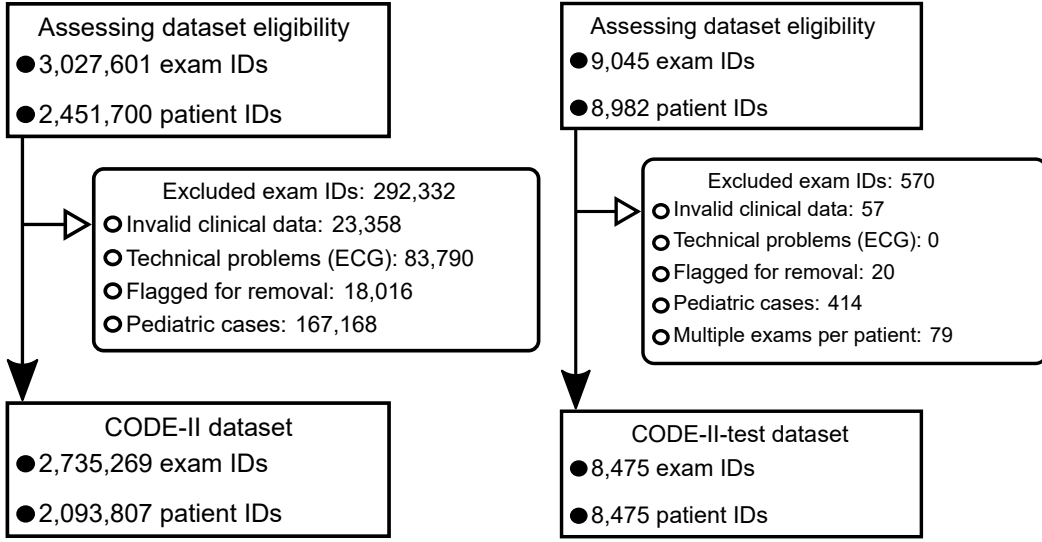 Assessing dataset eligibility
3,027,601 exam IDs
2,451,700 patient IDs
Excluded exam IDs: 292,332
Invalid clinical data: 23,358
Technical problems (ECG): 83,790
Flagged for removal: 18,016
Pediatric cases: 167,168
CODE-II dataset
2,735,269 exam IDs
2,093,807 patient IDs
Assessing dataset eligibility
9,045 exam IDs
8,982 patient IDs
Excluded exam IDs: 570
Invalid clinical data: 57
Technical problems (ECG): 0
Flagged for removal: 20
Pediatric cases: 414
Multiple exams per patient: 79
CODE-II-test dataset
8,475 exam IDs
8,475 patient IDs